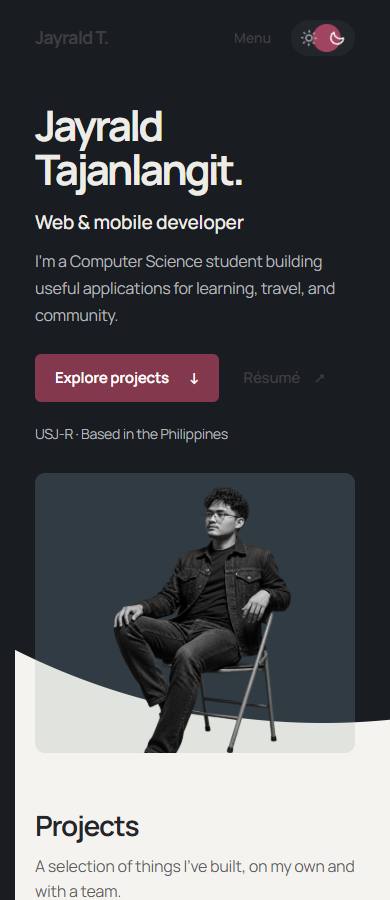 Jayrald T.
Menu
Jayrald
Tajanlangit.
Web & mobile developer
I'm a Computer Science student building
useful applications for learning, travel, and
community.
Explore projects ↓
Résumé ↗
USJ-R · Based in the Philippines
Projects
A selection of things I've built, on my own and
with a team.